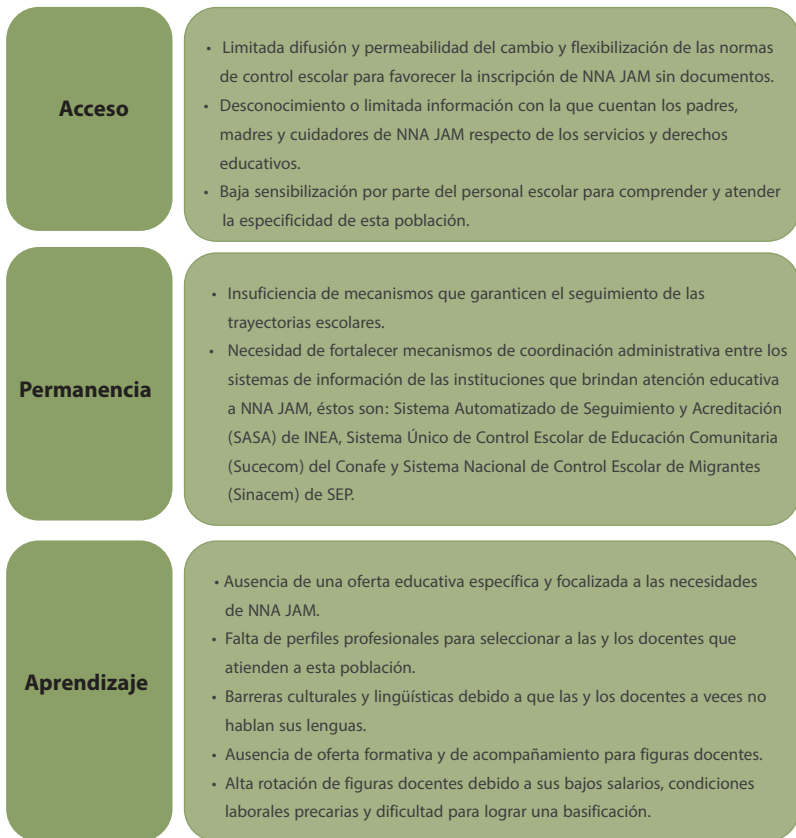 Acceso
• Limitada difusión y permeabilidad del cambio y flexibilización de las normas
de control escolar para favorecer la inscripción de NNA JAM sin documentos.
• Desconocimiento o limitada información con la que cuentan los padres,
madres y cuidadores de NNA JAM respecto de los servicios y derechos
educativos.
• Baja sensibilización por parte del personal escolar para comprender y atender
la especificidad de esta población.
Permanencia
• Insuficiencia de mecanismos que garanticen el seguimiento de las
trayectorias escolares.
• Necesidad de fortalecer mecanismos de coordinación administrativa entre los
sistemas de información de las instituciones que brindan atención educativa
a NNA JAM, éstos son: Sistema Automatizado de Seguimiento y Acreditación
(SASA) de INEA, Sistema Único de Control Escolar de Educación Comunitaria
(Sucecom) del Conafe y Sistema Nacional de Control Escolar de Migrantes
(Sinacem) de SEP.
Aprendizaje
• Ausencia de una oferta educativa específica y focalizada a las necesidades
de NNA JAM.
• Falta de perfiles profesionales para seleccionar a las y los docentes que
atienden a esta población.
• Barreras culturales y lingüísticas debido a que las y los docentes a veces no
hablan sus lenguas.
• Ausencia de oferta formativa y de acompañamiento para figuras docentes.
• Alta rotación de figuras docentes debido a sus bajos salarios, condiciones
laborales precarias y dificultad para lograr una basificación.